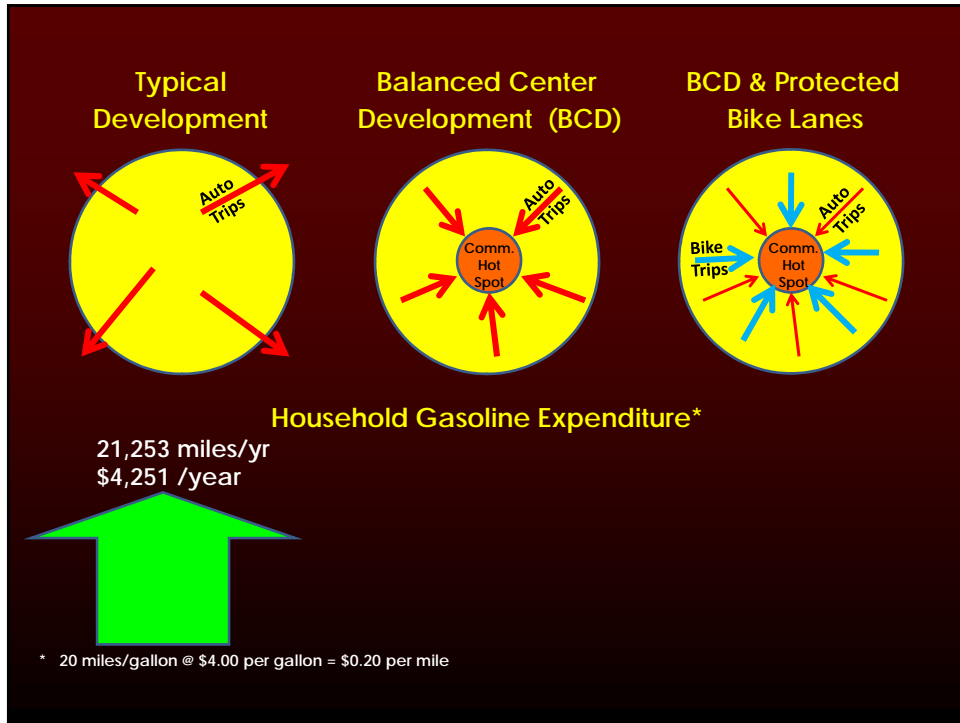 Typical
Development
Balanced Center
Development (BCD)
BCD & Protected
Bike Lanes
Auto
Trips
Auto
Trips
Comm.
Hot
Spot
Auto
Trips
Bike
Trips
Comm.
Hot
Spot
Household Gasoline Expenditure*
21,253 miles/yr
$4,251 /year
* 20 miles/gallon @ $4.00 per gallon = $0.20 per mile